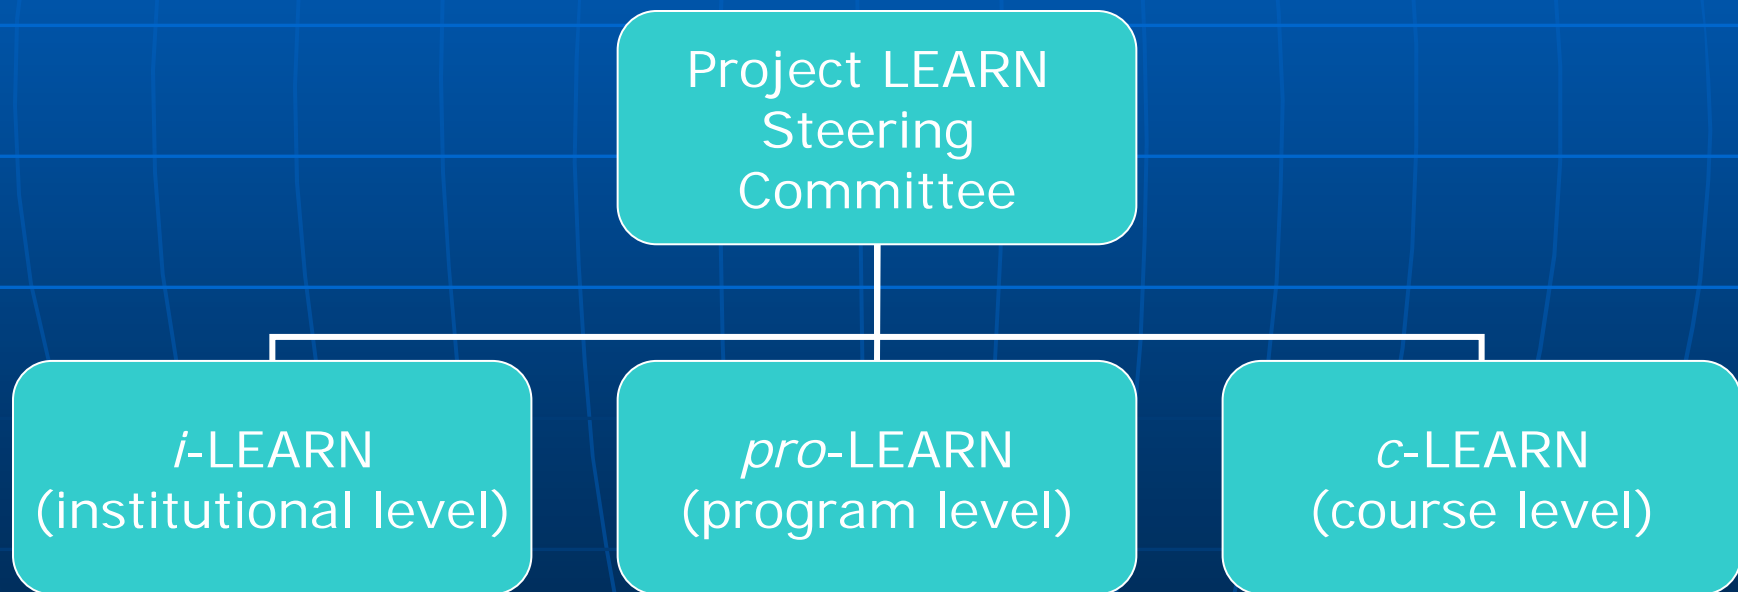 Project LEARN
Steering
Committee
i-LEARN
(institutional level)
pro-LEARN
(program level)
c-LEARN
(course level)